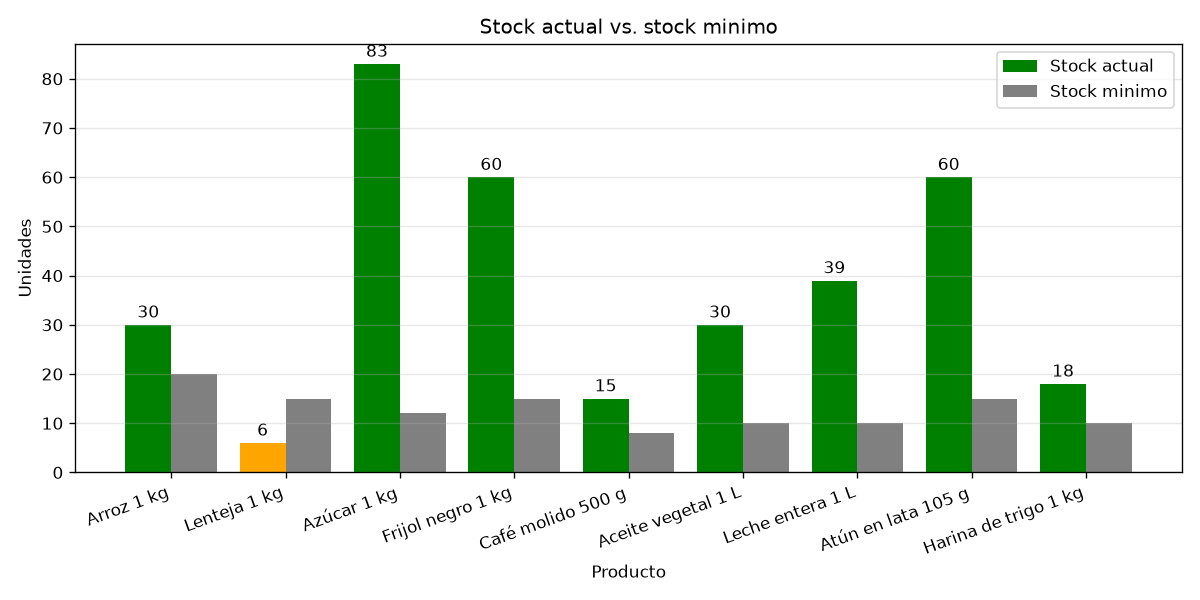 Stock actual vs. stock minimo
Stock actual
Stock minimo
Unidades
80
70
60
50
40
30
20
10
0
30
6
83
60
15
30
39
60
18
Arroz 1 kg
Lenteja 1 kg
Azúcar 1 kg
Frijol negro 1 kg
Café molido 500 g
Aceite vegetal 1 L
Leche entera 1 L
Atún en lata 105 g
Harina de trigo 1 kg
Producto